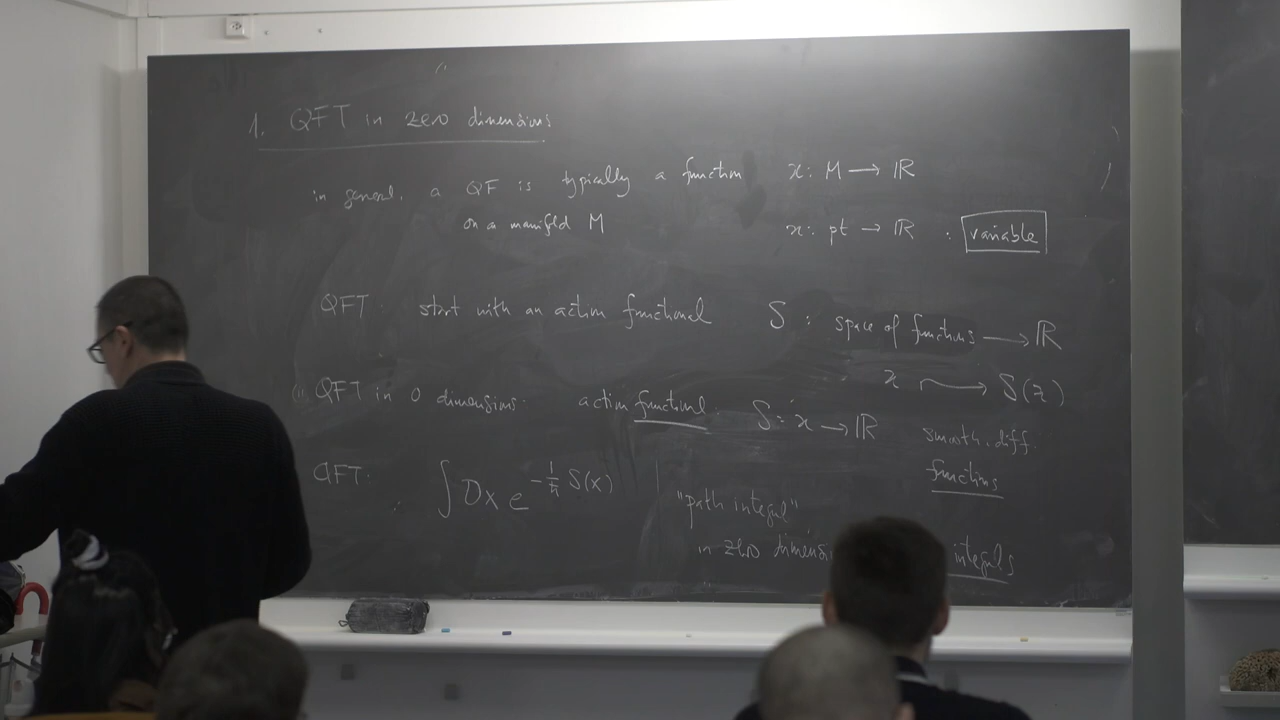 1. QFT in zero dimensions
in general, a QF is typically a function x: M → ℝ
on a manifold M
x: pt → ℝ : variable
QFT: start with an action functional S : space of functions → ℝ
x ⟿ S(x)
QFT in 0 dimensions: action functional: S: x → ℝ
smooth, diff.
functions
QFT: ∫ Dx e^{-1/ħ S(x)}
"path integral"
in zero dimensi integrals